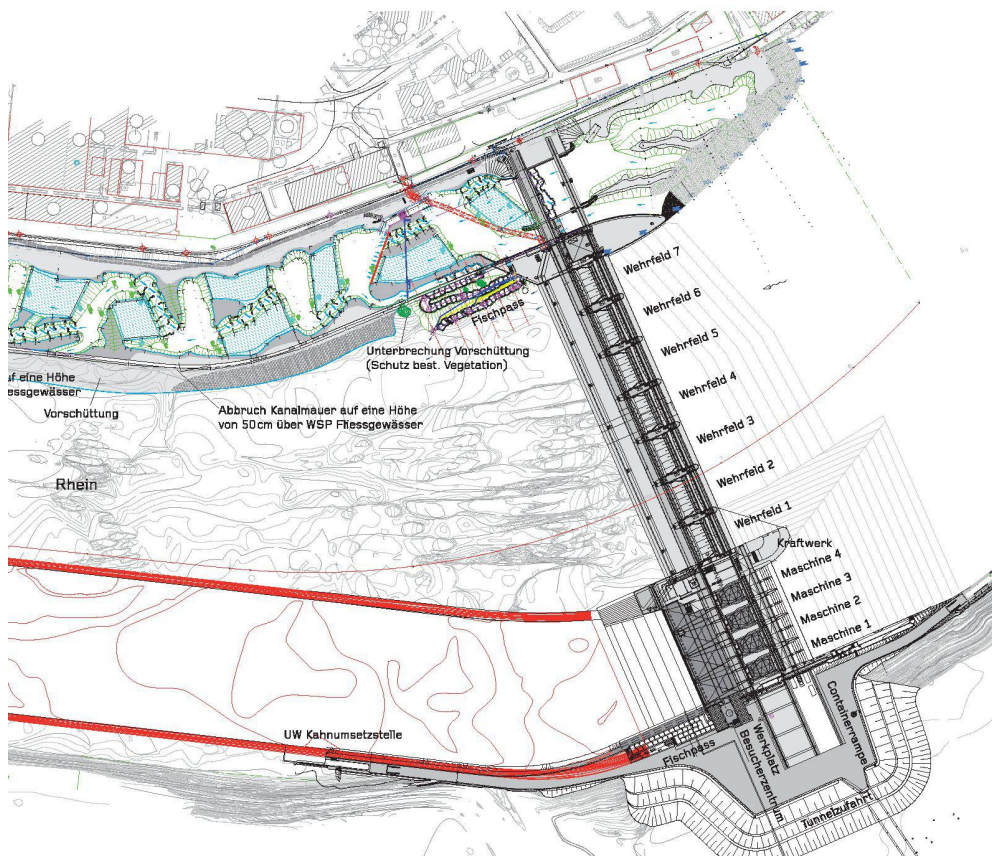 Wehrfeld 7
Wehrfeld 6
Wehrfeld 5
Wehrfeld 4
Wehrfeld 3
Wehrfeld 2
Wehrfeld 1
Fischpass
Unterbrechung Vorschüttung
(Schutz best. Vegetation)
auf eine Höhe
Vorschüttung
Abbruch Kanalmauer auf eine Höhe
von 50cm über WSP Fliessgewässer
Rhein
Kraftwerk
Maschine 4
Maschine 3
Maschine 2
Maschine 1
UW Kahnumsetzstelle
Fischpass
Werkplatz
Besucherzentrum
Containerrampe
Tunnelzufahrt